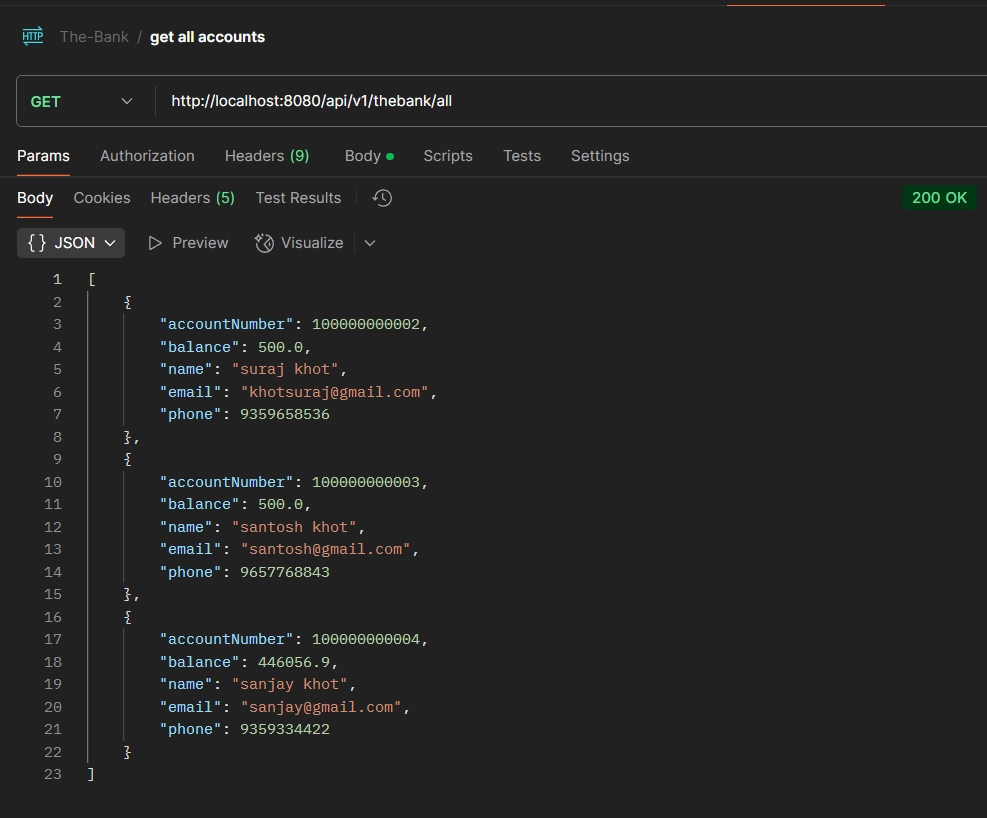 HTTP The-Bank / get all accounts
GET http://localhost:8080/api/v1/thebank/all
Params Authorization Headers (9) Body Scripts Tests Settings
Body Cookies Headers (5) Test Results 200 OK
{} JSON Preview Visualize
1 [
2 {
3 "accountNumber": 100000000002,
4 "balance": 500.0,
5 "name": "suraj khot",
6 "email": "khotsuraj@gmail.com",
7 "phone": 9359658536
8 },
9 {
10 "accountNumber": 100000000003,
11 "balance": 500.0,
12 "name": "santosh khot",
13 "email": "santosh@gmail.com",
14 "phone": 9657768843
15 },
16 {
17 "accountNumber": 100000000004,
18 "balance": 446056.9,
19 "name": "sanjay khot",
20 "email": "sanjay@gmail.com",
21 "phone": 9359334422
22 }
23 ]